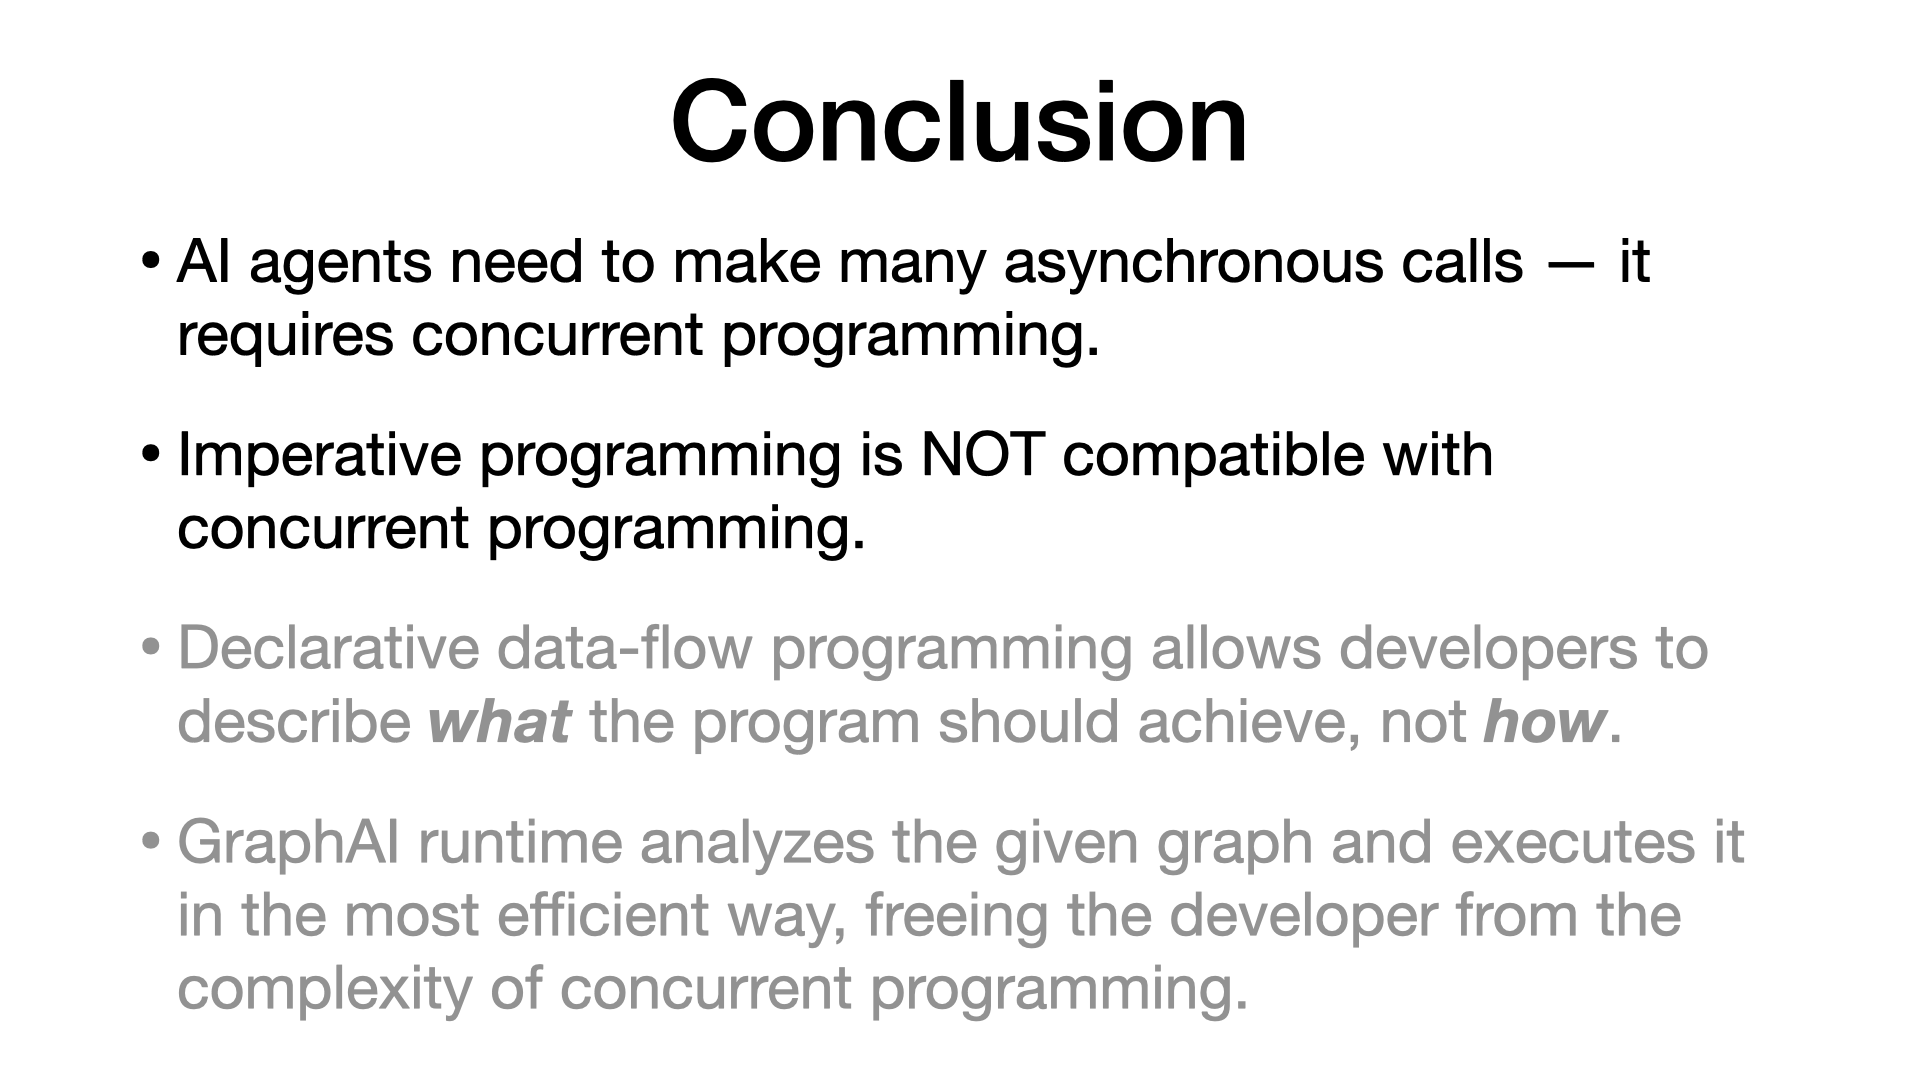 Conclusion
• AI agents need to make many asynchronous calls — it
requires concurrent programming.
• Imperative programming is NOT compatible with
concurrent programming.
• Declarative data-flow programming allows developers to
describe what the program should achieve, not how.
• GraphAI runtime analyzes the given graph and executes it
in the most efficient way, freeing the developer from the
complexity of concurrent programming.